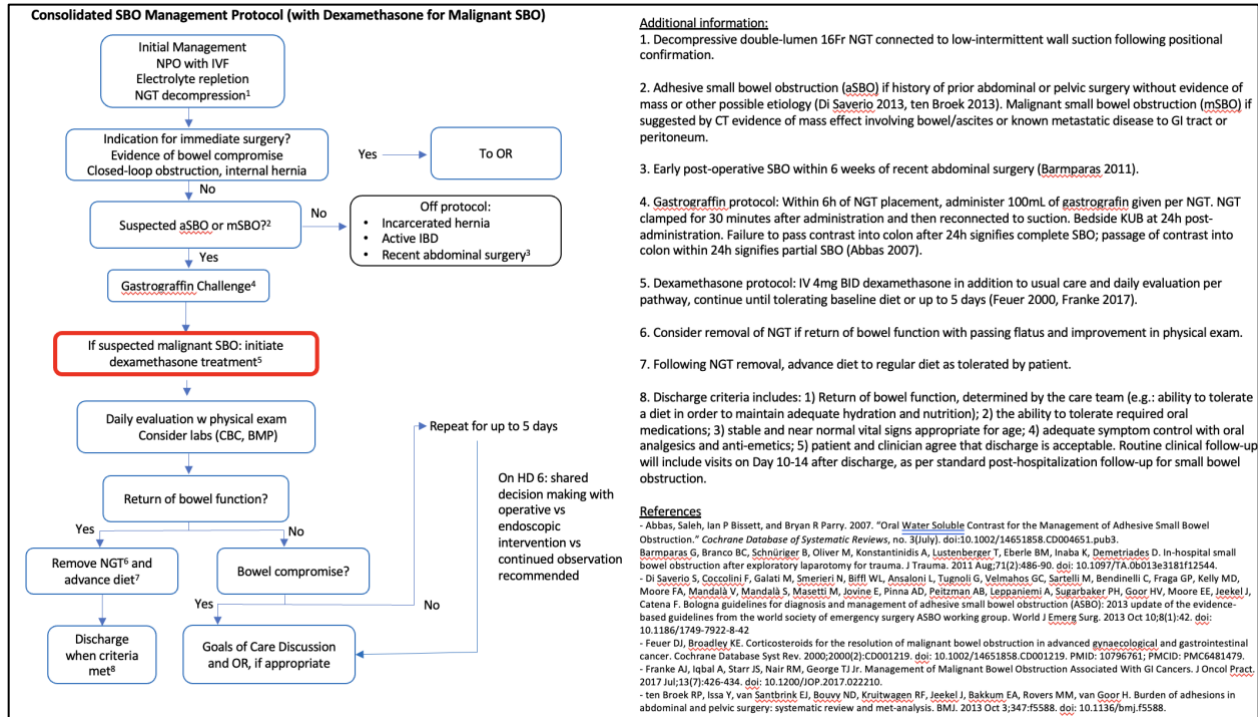 Consolidated SBO Management Protocol (with Dexamethasone for Malignant SBO)
Initial Management
NPO with IVF
Electrolyte repletion
NGT decompression¹
Indication for immediate surgery?
Evidence of bowel compromise
Closed-loop obstruction, internal hernia
Yes
To OR
No
Suspected aSBO or mSBO?²
No
Off protocol:
• Incarcerated hernia
• Active IBD
• Recent abdominal surgery³
Yes
Gastrograffin Challenge⁴
If suspected malignant SBO: initiate
dexamethasone treatment⁵
Daily evaluation w physical exam
Consider labs (CBC, BMP)
Repeat for up to 5 days
Return of bowel function?
On HD 6: shared
decision making with
operative vs
endoscopic
intervention vs
continued observation
recommended
Yes
No
Remove NGT⁶ and
advance diet⁷
Bowel compromise?
Yes
No
Discharge
when criteria
met⁸
Goals of Care Discussion
and OR, if appropriate
Additional information:
1. Decompressive double-lumen 16Fr NGT connected to low-intermittent wall suction following positional
confirmation.
2. Adhesive small bowel obstruction (aSBO) if history of prior abdominal or pelvic surgery without evidence of
mass or other possible etiology (Di Saverio 2013, ten Broek 2013). Malignant small bowel obstruction (mSBO) if
suggested by CT evidence of mass effect involving bowel/ascites or known metastatic disease to GI tract or
peritoneum.
3. Early post-operative SBO within 6 weeks of recent abdominal surgery (Barmparas 2011).
4. Gastrograffin protocol: Within 6h of NGT placement, administer 100mL of gastrografin given per NGT. NGT
clamped for 30 minutes after administration and then reconnected to suction. Bedside KUB at 24h post-
administration. Failure to pass contrast into colon after 24h signifies complete SBO; passage of contrast into
colon within 24h signifies partial SBO (Abbas 2007).
5. Dexamethasone protocol: IV 4mg BID dexamethasone in addition to usual care and daily evaluation per
pathway, continue until tolerating baseline diet or up to 5 days (Feuer 2000, Franke 2017).
6. Consider removal of NGT if return of bowel function with passing flatus and improvement in physical exam.
7. Following NGT removal, advance diet to regular diet as tolerated by patient.
8. Discharge criteria includes: 1) Return of bowel function, determined by the care team (e.g.: ability to tolerate
a diet in order to maintain adequate hydration and nutrition); 2) the ability to tolerate required oral
medications; 3) stable and near normal vital signs appropriate for age; 4) adequate symptom control with oral
analgesics and anti-emetics; 5) patient and clinician agree that discharge is acceptable. Routine clinical follow-up
will include visits on Day 10-14 after discharge, as per standard post-hospitalization follow-up for small bowel
obstruction.
References
- Abbas, Saleh, Ian P Bissett, and Bryan R Parry. 2007. “Oral Water Soluble Contrast for the Management of Adhesive Small Bowel
Obstruction.” Cochrane Database of Systematic Reviews, no. 3(July). doi:10.1002/14651858.CD004651.pub3.
Barmparas G, Branco BC, Schnüriger B, Oliver M, Konstantinidis A, Lustenberger T, Eberle BM, Inaba K, Demetriades D. In-hospital small
bowel obstruction after exploratory laparotomy for trauma. J Trauma. 2011 Aug;71(2):486-90. doi: 10.1097/TA.0b013e3181f12544.
- Di Saverio S, Coccolini F, Galati M, Smerieri N, Biffl WL, Ansaloni L, Tugnoli G, Velmahos GC, Sartelli M, Bendinelli C, Fraga GP, Kelly MD,
Moore FA, Mandalà V, Mandalà S, Masetti M, Jovine E, Pinna AD, Peitzman AB, Leppaniemi A, Sugarbaker PH, Goor HV, Moore EE, Jeekel J,
Catena F. Bologna guidelines for diagnosis and management of adhesive small bowel obstruction (ASBO): 2013 update of the evidence-
based guidelines from the world society of emergency surgery ASBO working group. World J Emerg Surg. 2013 Oct 10;8(1):42. doi:
10.1186/1749-7922-8-42
- Feuer DJ, Broadley KE. Corticosteroids for the resolution of malignant bowel obstruction in advanced gynaecological and gastrointestinal
cancer. Cochrane Database Syst Rev. 2000;2000(2):CD001219. doi: 10.1002/14651858.CD001219. PMID: 10796761; PMCID: PMC6481479.
- Franke AJ, Iqbal A, Starr JS, Nair RM, George TJ Jr. Management of Malignant Bowel Obstruction Associated With GI Cancers. J Oncol Pract.
2017 Jul;13(7):426-434. doi: 10.1200/JOP.2017.022210.
- ten Broek RP, Issa Y, van Santbrink EJ, Bouvy ND, Kruitwagen RF, Jeekel J, Bakkum EA, Rovers MM, van Goor H. Burden of adhesions in
abdominal and pelvic surgery: systematic review and met-analysis. BMJ. 2013 Oct 3;347:f5588. doi: 10.1136/bmj.f5588.